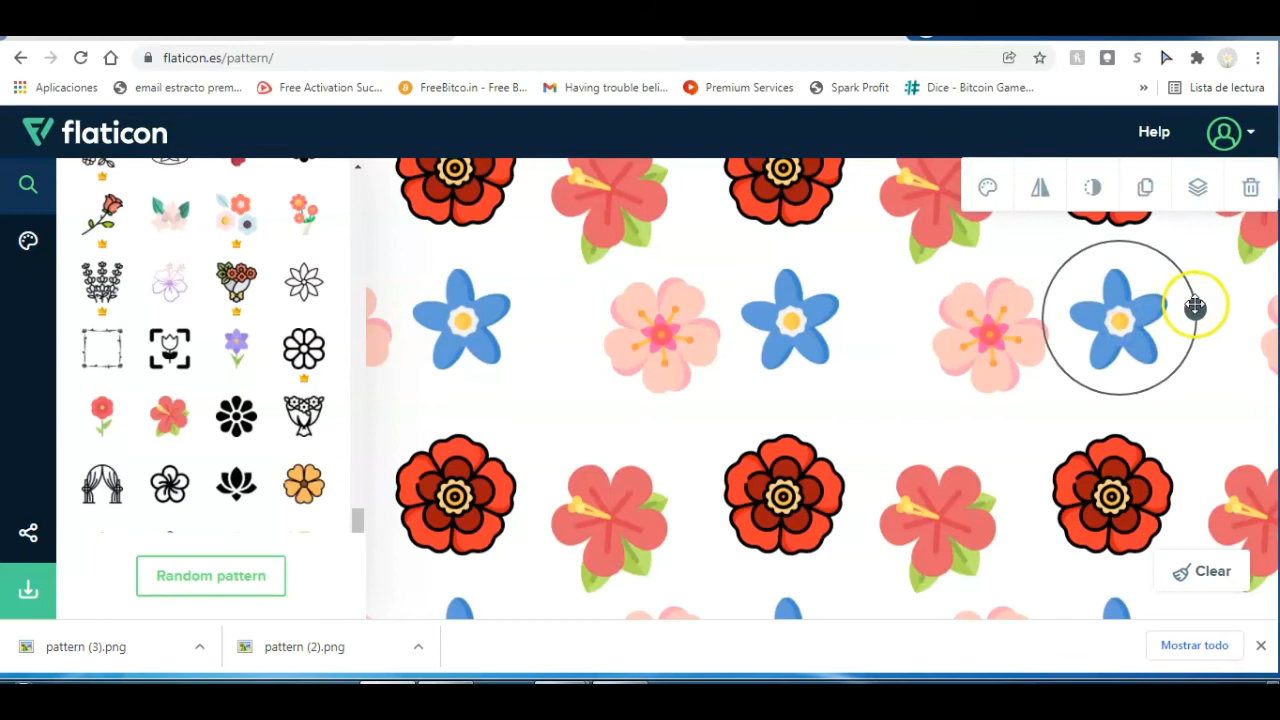 flaticon.es/pattern/
Aplicaciones
email estracto prem...
Free Activation Suc...
FreeBitco.in - Free B...
Having trouble beli...
Premium Services
Spark Profit
Dice - Bitcoin Game...
»
Lista de lectura
flaticon
Help
Random pattern
Clear
pattern (3).png
pattern (2).png
Mostrar todo